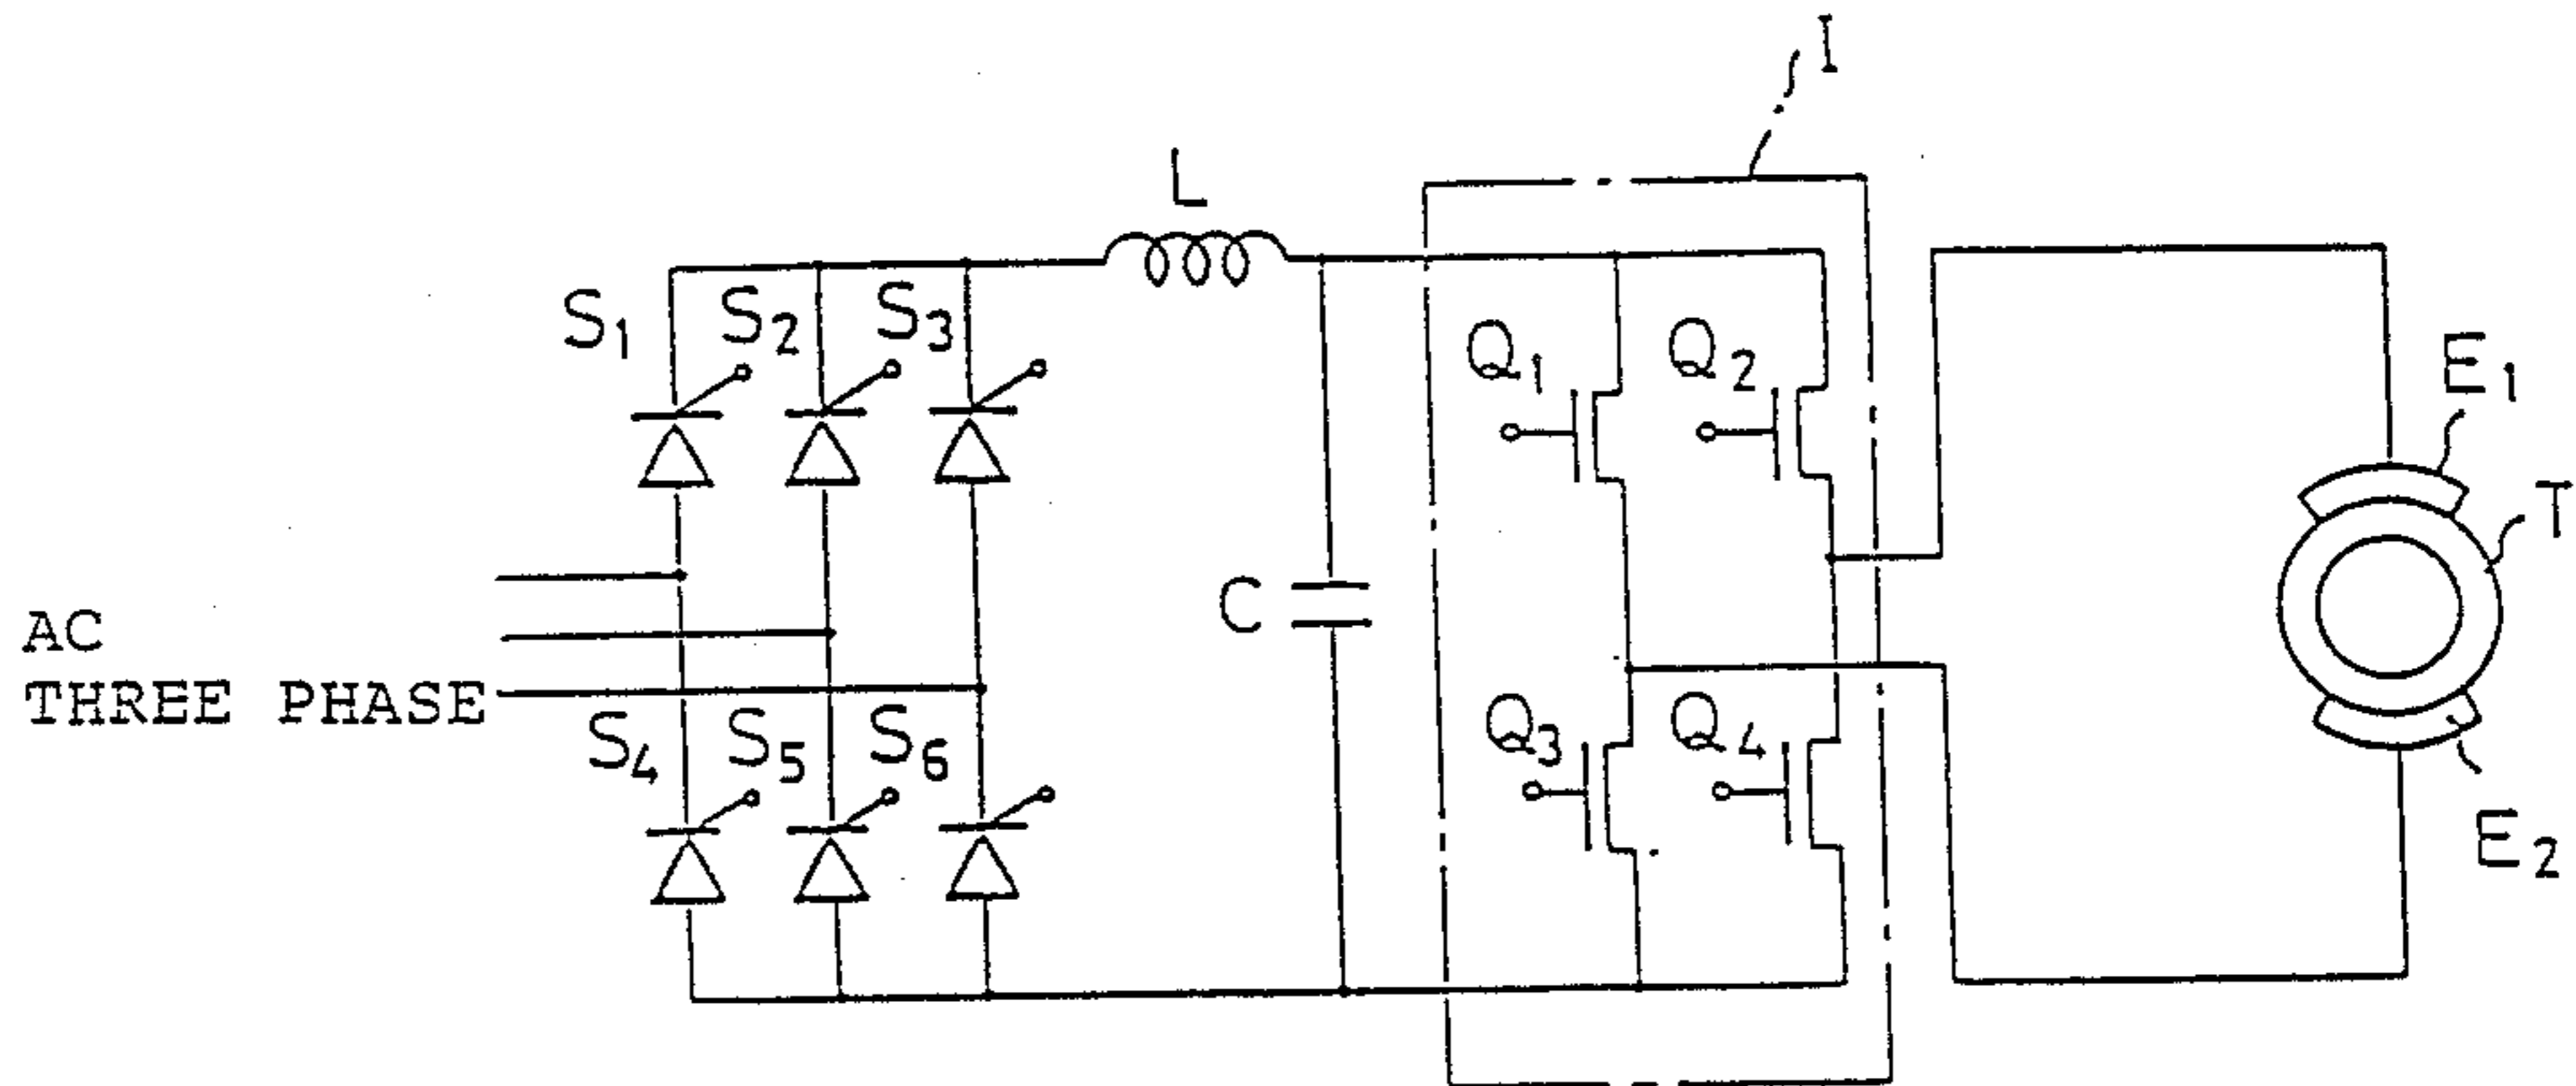 I
L
S1 S2 S3
Q1 Q2
E1
T
C
AC
THREE PHASE
S4 S5 S6
Q3 Q4
E2